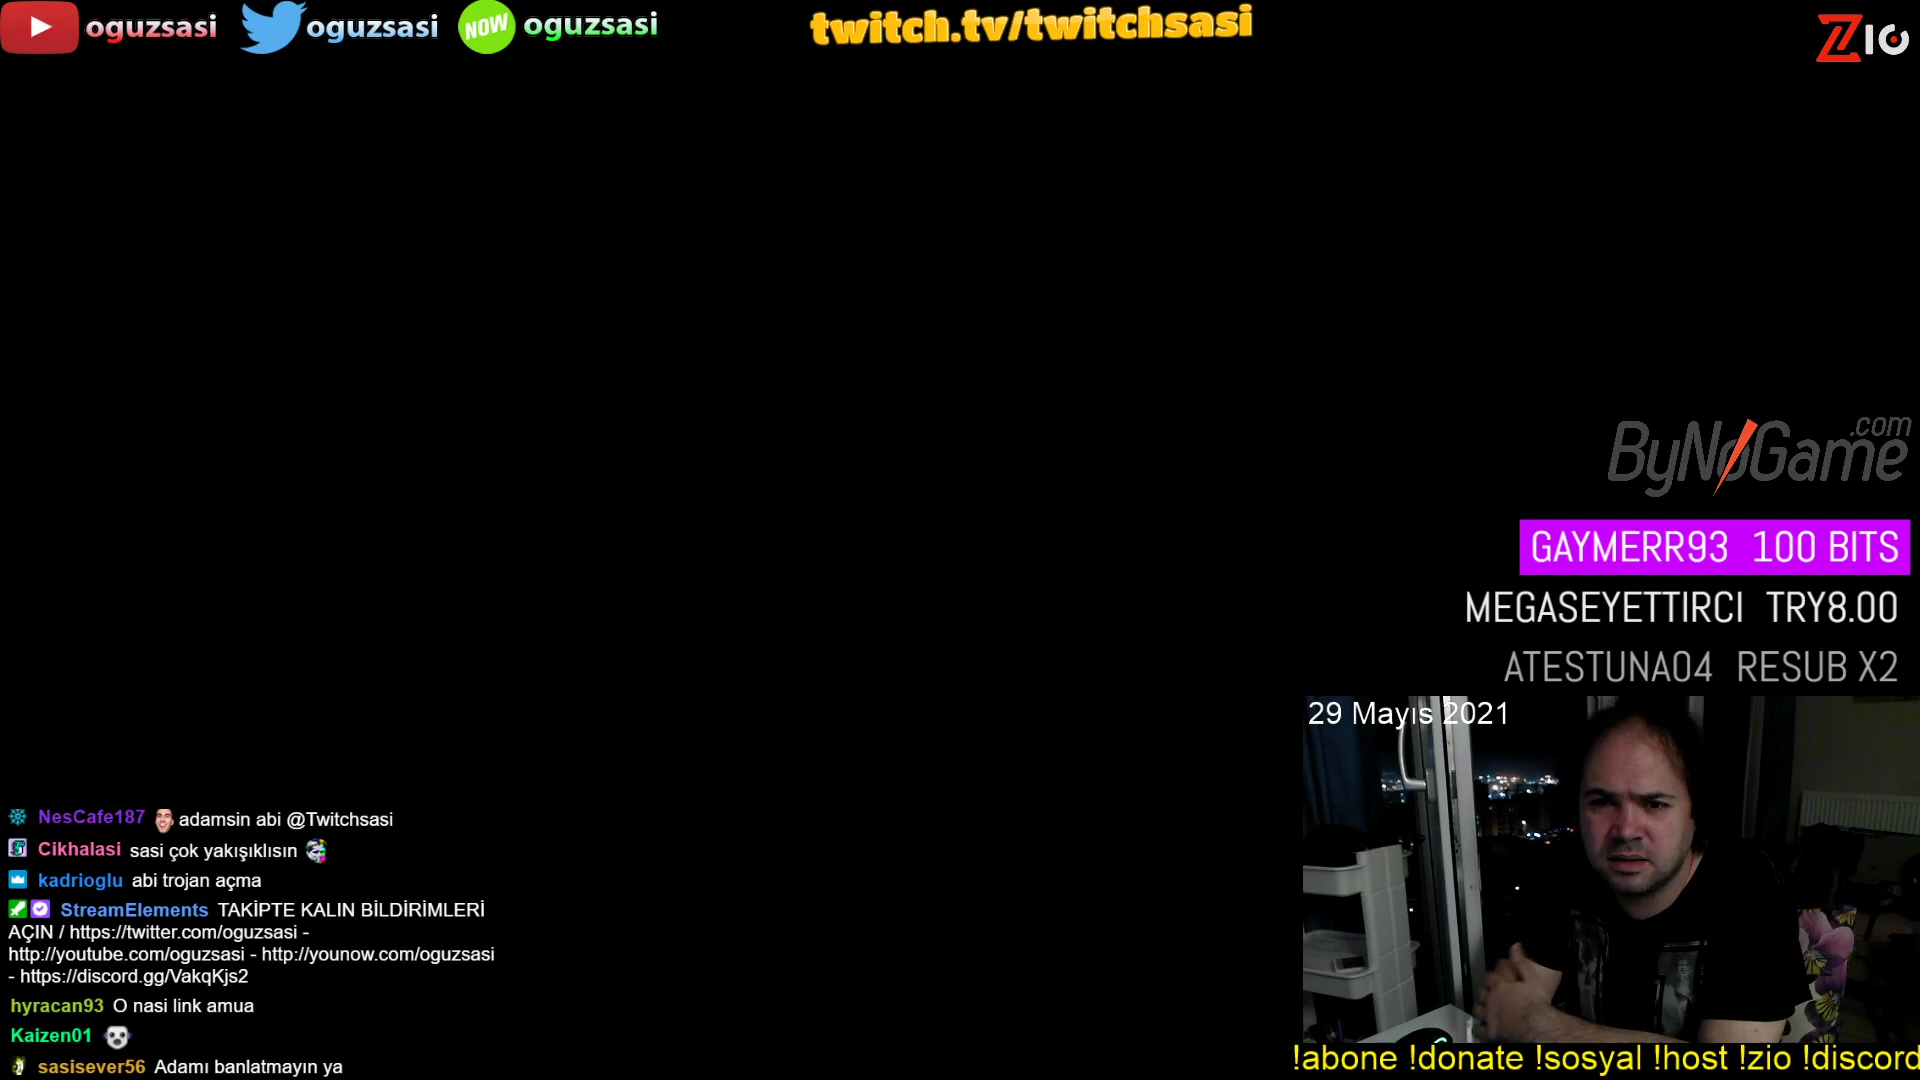 oguzsasi oguzsasi NOW oguzsasi twitch.tv/twitchsasi ZIO
ByNoGame.com
GAYMERR93 100 BITS
MEGASEYETTIRCI TRY8.00
ATESTUNA04 RESUB X2
29 Mayıs 2021
NesCafe187 adamsin abi @Twitchsasi
Cikhalasi sasi çok yakışıklısın
kadrioglu abi trojan açma
StreamElements TAKİPTE KALIN BİLDİRİMLERİ
AÇIN / https://twitter.com/oguzsasi -
http://youtube.com/oguzsasi - http://younow.com/oguzsasi
- https://discord.gg/VakqKjs2
hyracan93 O nasi link amua
Kaizen01
sasisever56 Adamı banlatmayın ya
!abone !donate !sosyal !host !zio !discord